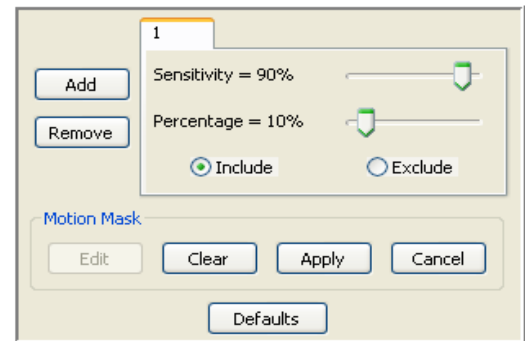 1
Add
Sensitivity = 90%
Remove
Percentage = 10%
Include Exclude
Motion Mask
Edit Clear Apply Cancel
Defaults